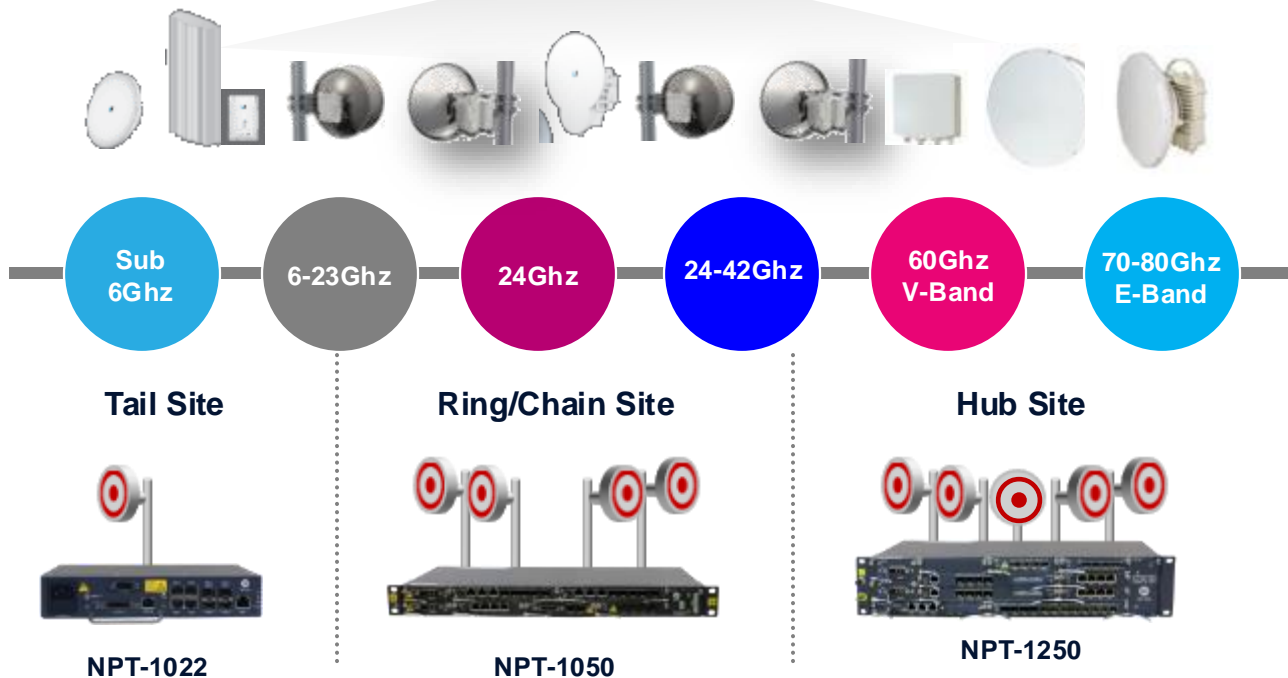 Sub
6Ghz
6-23Ghz
24Ghz
24-42Ghz
60Ghz
V-Band
70-80Ghz
E-Band
Tail Site
Ring/Chain Site
Hub Site
NPT-1022
NPT-1050
NPT-1250